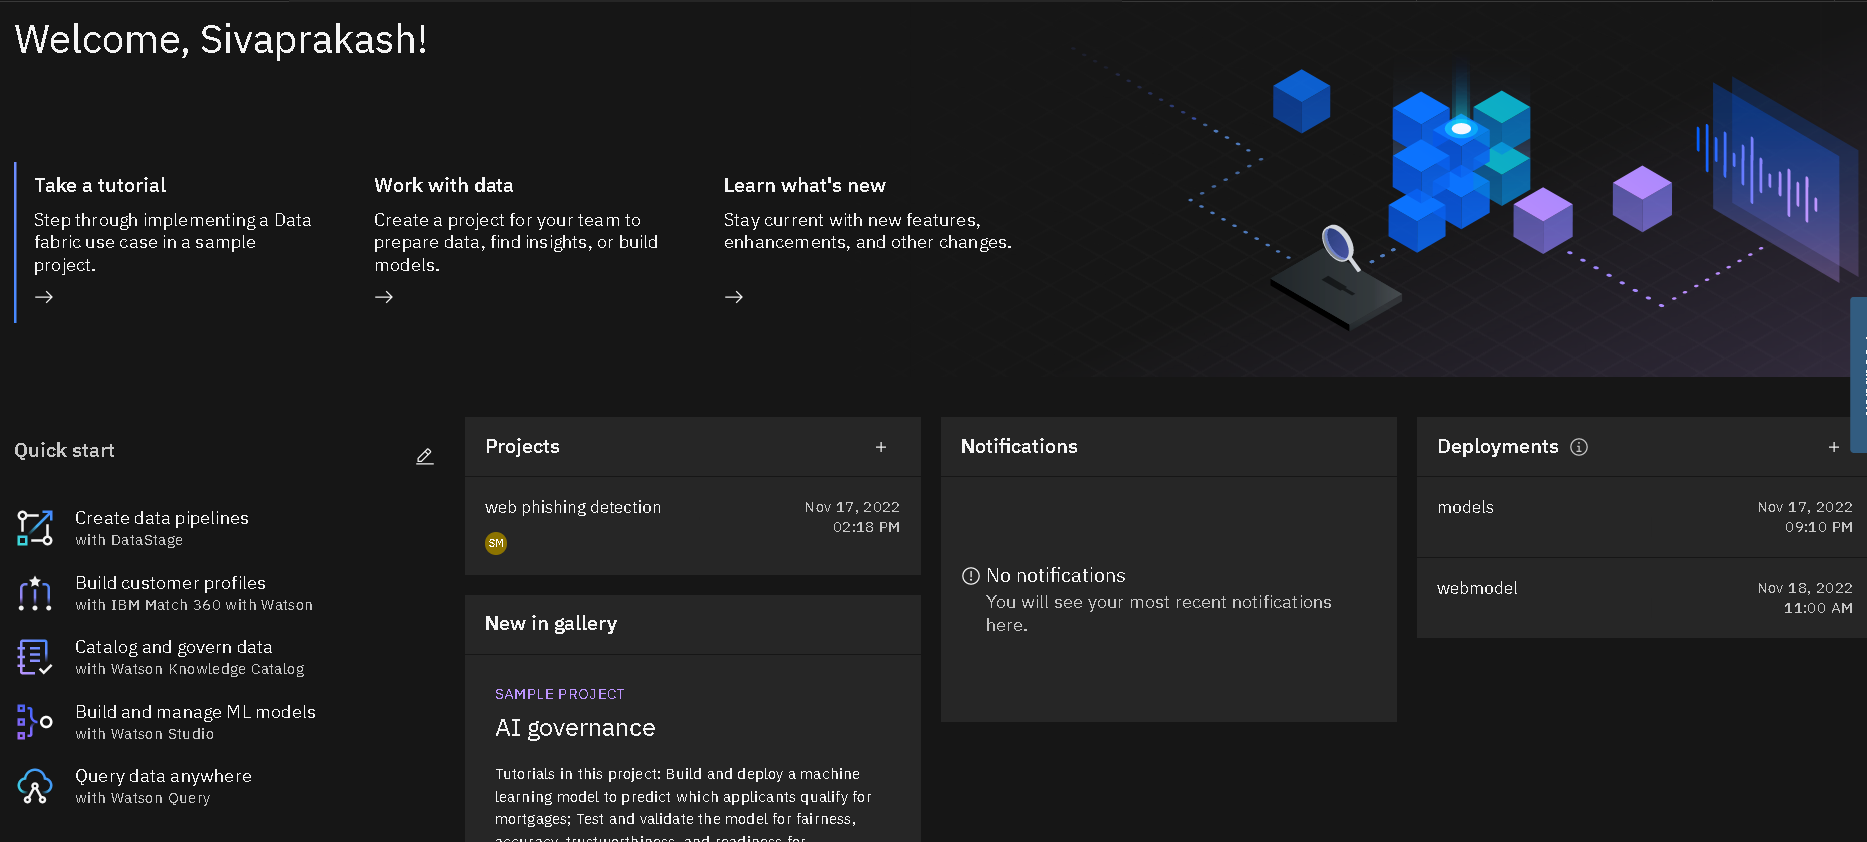 Welcome, Sivaprakash!
Take a tutorial
Step through implementing a Data
fabric use case in a sample
project.
Work with data
Create a project for your team to
prepare data, find insights, or build
models.
Learn what's new
Stay current with new features,
enhancements, and other changes.
Quick start
Create data pipelines
with DataStage
Build customer profiles
with IBM Match 360 with Watson
Catalog and govern data
with Watson Knowledge Catalog
Build and manage ML models
with Watson Studio
Query data anywhere
with Watson Query
Projects
web phishing detection
Nov 17, 2022
02:18 PM
SM
New in gallery
SAMPLE PROJECT
AI governance
Tutorials in this project: Build and deploy a machine
learning model to predict which applicants qualify for
mortgages; Test and validate the model for fairness,
accuracy, trustworthiness, and readiness for
Notifications
No notifications
You will see your most recent notifications
here.
Deployments
models
Nov 17, 2022
09:10 PM
webmodel
Nov 18, 2022
11:00 AM